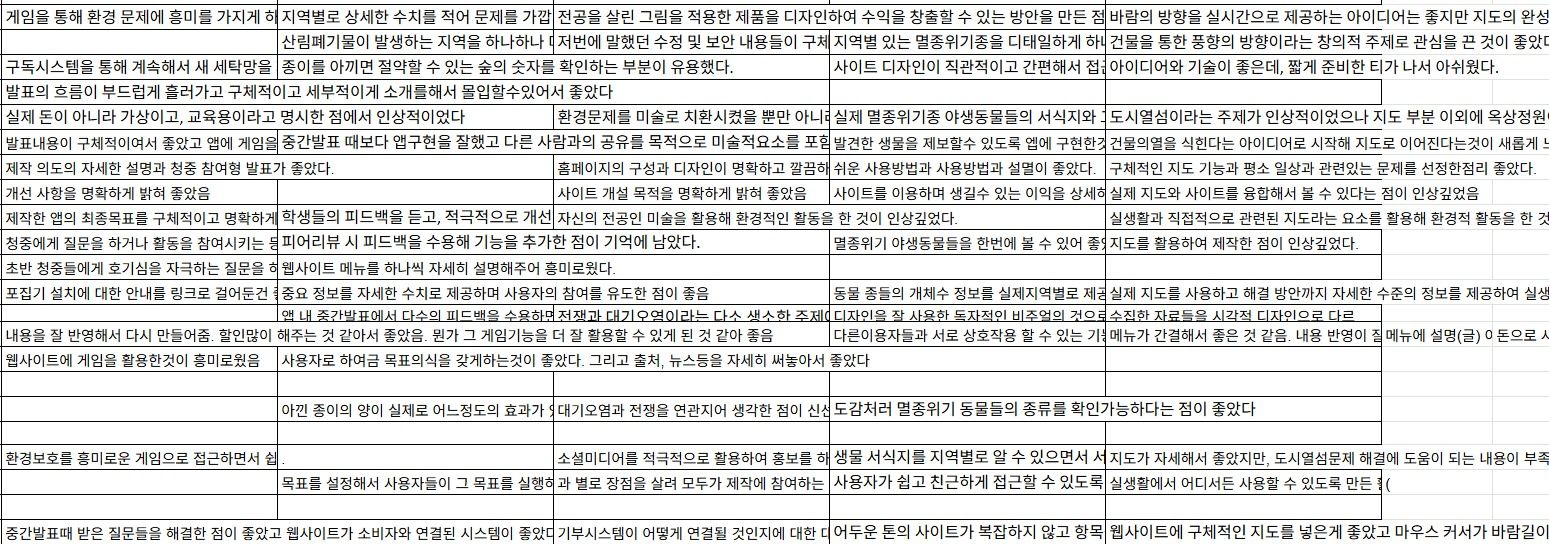 게임을 통해 환경 문제에 흥미를 가지게 하 지역별로 상세한 수치를 적어 문제를 가깝 전공을 살린 그림을 적용한 제품을 디자인하여 수익을 창출할 수 있는 방안을 만든 점 바람의 방향을 실시간으로 제공하는 아이디어는 좋지만 지도의 완성
산림폐기물이 발생하는 지역을 하나하나 저번에 말했던 수정 및 보안 내용들이 구체 지역별 있는 멸종위기종을 디태일하게 하나 건물을 통한 풍향의 방향이라는 창의적 주제로 관심을 끈 것이 좋았다
구독시스템을 통해 계속해서 새 세탁망을 종이를 아끼면 절약할 수 있는 숲의 숫자를 확인하는 부분이 유용했다. 사이트 디자인이 직관적이고 간편해서 접근 아이디어와 기술이 좋은데, 짧게 준비한 티가 나서 아쉬웠다.
발표의 흐름이 부드럽게 흘러가고 구체적이고 세부적이게 소개를해서 몰입할수있어서 좋았다
실제 돈이 아니라 가상이고, 교육용이라고 명시한 점에서 인상적이었다 환경문제를 미술로 치환시켰을 뿐만 아니라 실제 멸종위기종 야생동물들의 서식지와 도시열섬이라는 주제가 인상적이었으나 지도 부분 이외에 옥상정원이
발표내용이 구체적이여서 좋았고 앱에 게임을 중간발표 때보다 앱구현을 잘했고 다른 사람과의 공유를 목적으로 미술적요소를 포함 발견한 생물을 제보할수 있도록 엡에 구현한것 건물의열을 식힌다는 아이디어로 시작해 지도로 이어진다는것이 새롭게 느
제작 의도의 자세한 설명과 청중 참여형 발표가 좋았다. 홈페이지의 구성과 디자인이 명확하고 깔끔하 쉬운 사용방법과 사용방법과 설멸이 좋았다. 구체적인 지도 기능과 평소 일상과 관련있는 문제를 선정한점리 좋았다.
개선 사항을 명확하게 밝혀 좋았음 사이트 개설 목적을 명확하게 밝혀 좋았음 사이트를 이용하며 생길수 있는 이익을 상세히 실제 지도와 사이트를 융합해서 볼 수 있다는 점이 인상깊었음
제작한 앱의 최종목표를 구체적이고 명확하게 학생들의 피드백을 듣고, 적극적으로 개선 자신의 전공인 미술을 활용해 환경적인 활동을 한 것이 인상깊었다. 실생활과 직접적으로 관련된 지도라는 요소를 활용해 환경적 활동을 한 것
청중에게 질문을 하거나 활동을 참여시키는 등 피어리뷰 시 피드백을 수용해 기능을 추가한 점이 기억에 남았다. 멸종위기 야생동물들을 한번에 볼 수 있어 좋았 지도를 활용하여 제작한 점이 인상깊었다.
초반 청중들에게 호기심을 자극하는 질문을 하 웹사이트 메뉴를 하나씩 자세히 설명해주어 흥미로웠다.
포집기 설치에 대한 안내를 링크로 걸어둔건 좋 중요 정보를 자세한 수치로 제공하며 사용자의 참여를 유도한 점이 좋음 동물 종들의 개체수 정보를 실제지역별로 제공 실제 지도를 사용하고 해결 방안까지 자세한 수준의 정보를 제공하여 실생
앱 내 중간발표에서 다수의 피드백을 수용하면 전쟁과 대기오염이라는 다소 생소한 주제 디자인을 잘 사용한 독자적인 비주얼의 것으로 수집한 자료들을 시각적 디자인으로 다르
내용을 잘 반영해서 다시 만들어줌. 할인많이 해주는 것 같아서 좋았음. 뭔가 그 게임기능을 더 잘 활용할 수 있게 된 것 같아 좋음 다른이용자들과 서로 상호작용 할 수 있는 기능 메뉴가 간결해서 좋은 것 같음. 내용 반영이 잘 메뉴에 설명(글) 이 돈으로 시
웹사이트에 게임을 활용한것이 흥미로웠음 사용자로 하여금 목표의식을 갖게하는것이 좋았다. 그리고 출처, 뉴스등을 자세히 써놓아서 좋았다
아낀 종이의 양이 실제로 어느정도의 효과가 있 대기오염과 전쟁을 연관지어 생각한 점이 신선 도감처러 멸종위기 동물들의 종류를 확인가능하다는 점이 좋았다
환경보호를 흥미로운 게임으로 접근하면서 쉽 . 소셜미디어를 적극적으로 활용하여 홍보를 하 생물 서식지를 지역별로 알 수 있으면서 서 지도가 자세해서 좋았지만, 도시열섬문제 해결에 도움이 되는 내용이 부족
목표를 설정해서 사용자들이 그 목표를 실행하 과 별로 장점을 살려 모두가 제작에 참여하는 사용자가 쉽고 친근하게 접근할 수 있도록 실생활에서 어디서든 사용할 수 있도록 만든 (
중간발표때 받은 질문들을 해결한 점이 좋았고 웹사이트가 소비자와 연결된 시스템이 좋았다 기부시스템이 어떻게 연결될 것인지에 대한 대 어두운 톤의 사이트가 복잡하지 않고 항목 웹사이트에 구체적인 지도를 넣은게 좋았고 마우스 커서가 바람길이